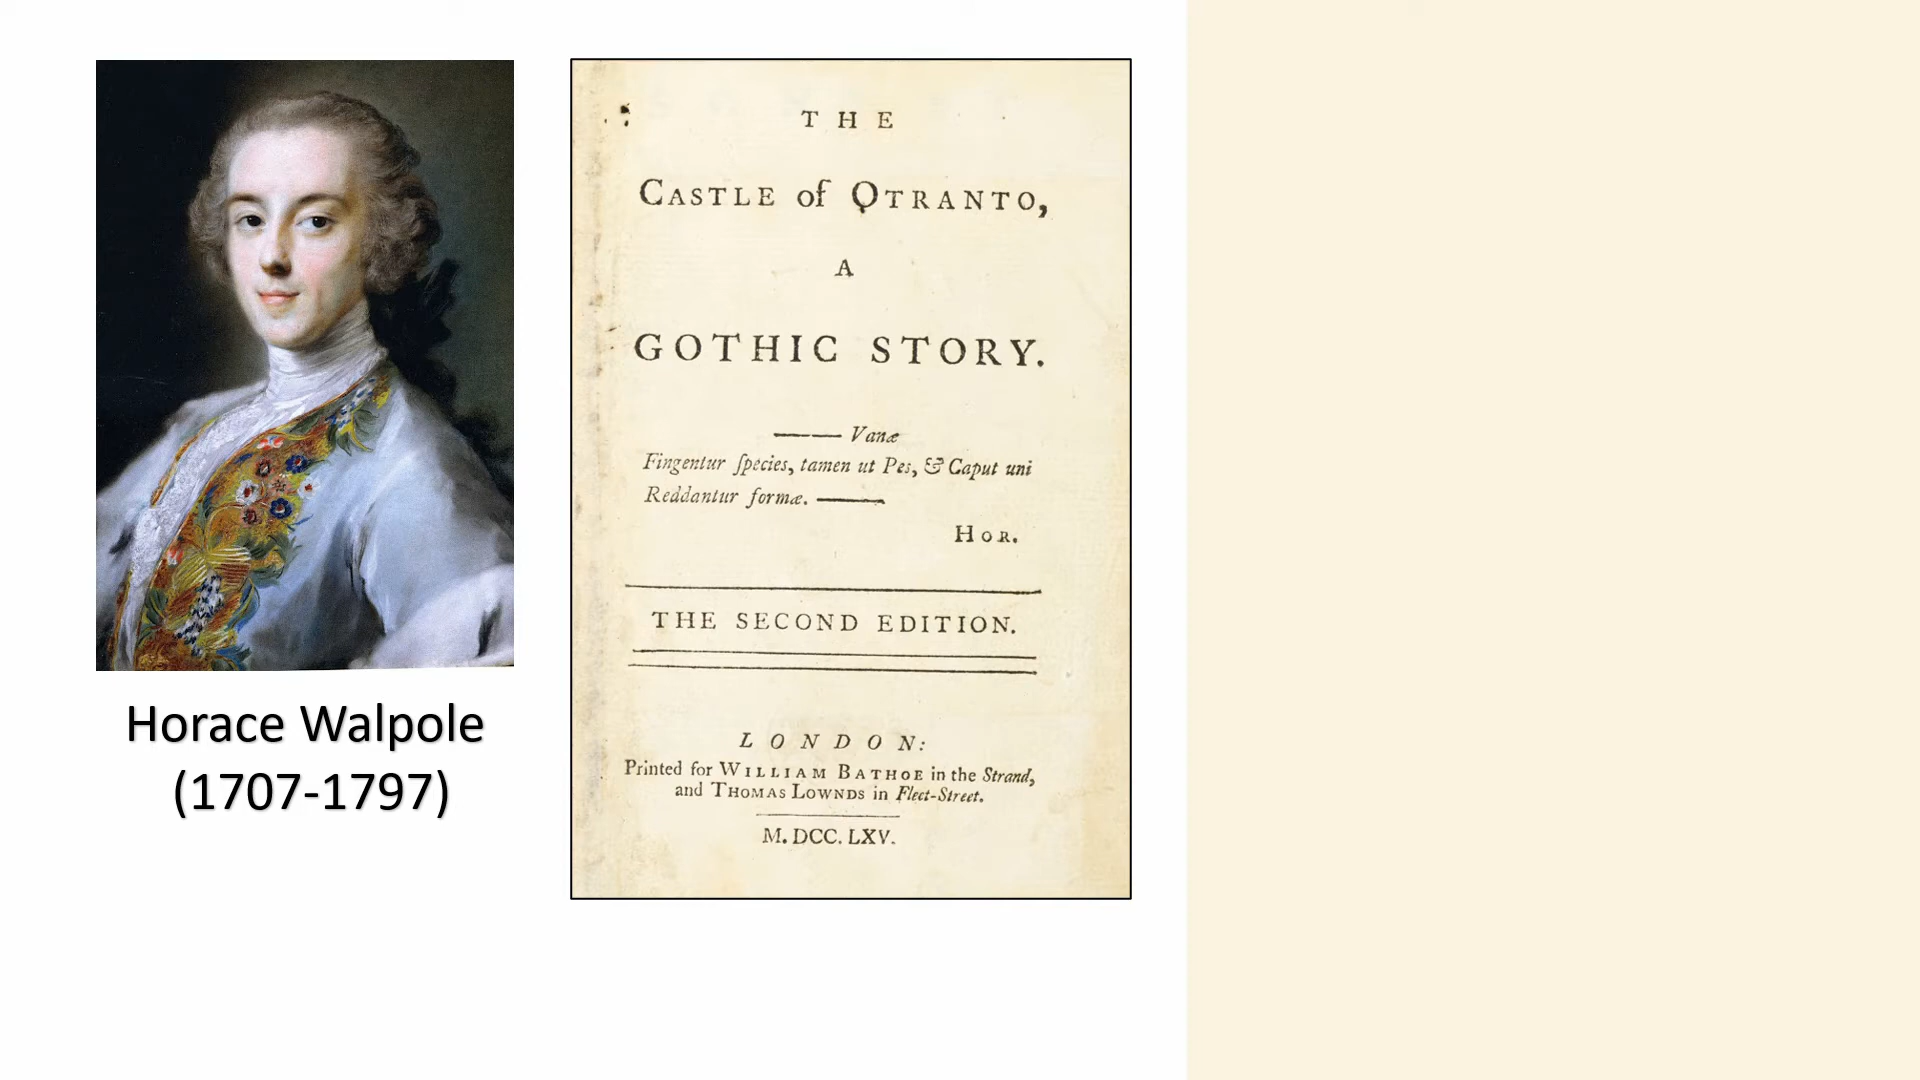 Horace Walpole
(1707-1797)
THE
CASTLE of OTRANTO,
A
GOTHIC STORY.
—— Vanæ
Fingentur ſpecies, tamen ut Pes, & Caput uni
Reddantur formæ. ——
HOR.
THE SECOND EDITION.
LONDON:
Printed for WILLIAM BATHOE in the Strand,
and THOMAS LOWNDS in Fleet-Street.
M. DCC. LXV.